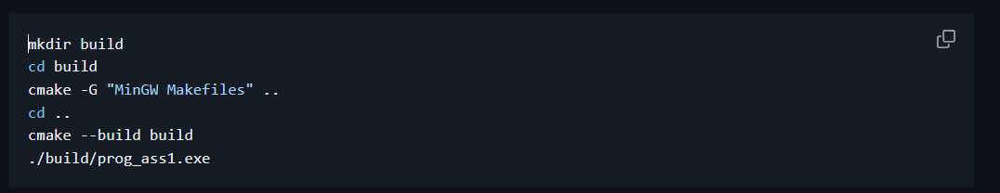 mkdir build
cd build
cmake -G "MinGW Makefiles" ..
cd ..
cmake --build build
./build/prog_ass1.exe